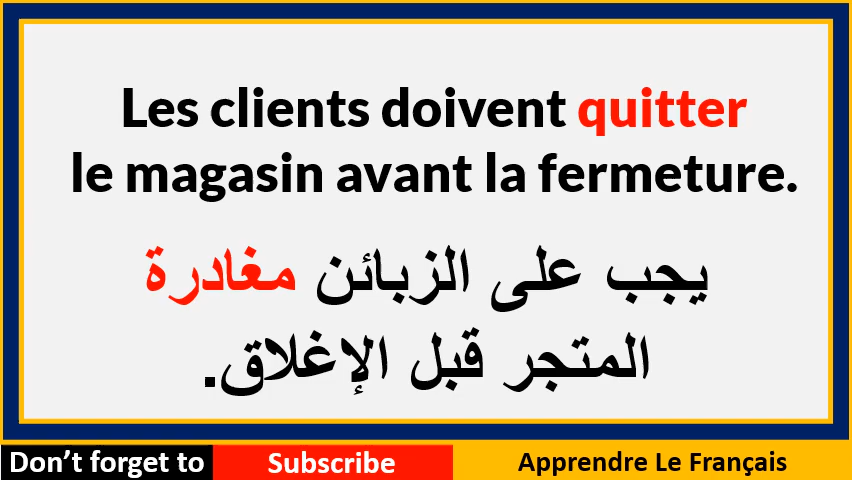 Les clients doivent quitter
le magasin avant la fermeture.
يجب على الزبائن مغادرة
المتجر قبل الإغلاق.
Don’t forget to Subscribe Apprendre Le Français